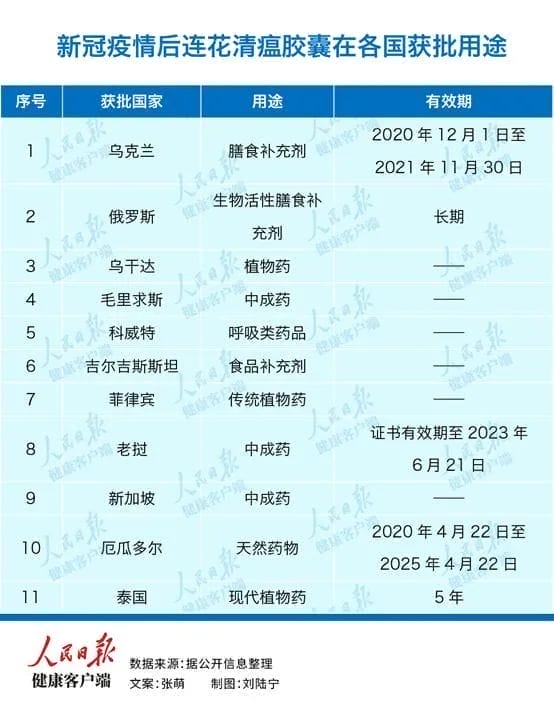 新冠疫情后连花清瘟胶囊在各国获批用途
序号 获批国家 用途 有效期
1 乌克兰 膳食补充剂 2020 年 12 月 1 日至
2021 年 11 月 30 日
2 俄罗斯 生物活性膳食补
充剂 长期
3 乌干达 植物药 ——
4 毛里求斯 中成药 ——
5 科威特 呼吸类药品 ——
6 吉尔吉斯斯坦 食品补充剂 ——
7 菲律宾 传统植物药 ——
8 老挝 中成药 证书有效期至 2023 年
6 月 21 日
9 新加坡 中成药 ——
10 厄瓜多尔 天然药物 2020 年 4 月 22 日至
2025 年 4 月 22 日
11 泰国 现代植物药 5 年
人民日报
健康客户端
数据来源:据公开信息整理
文案:张萌 制图:刘陆宁